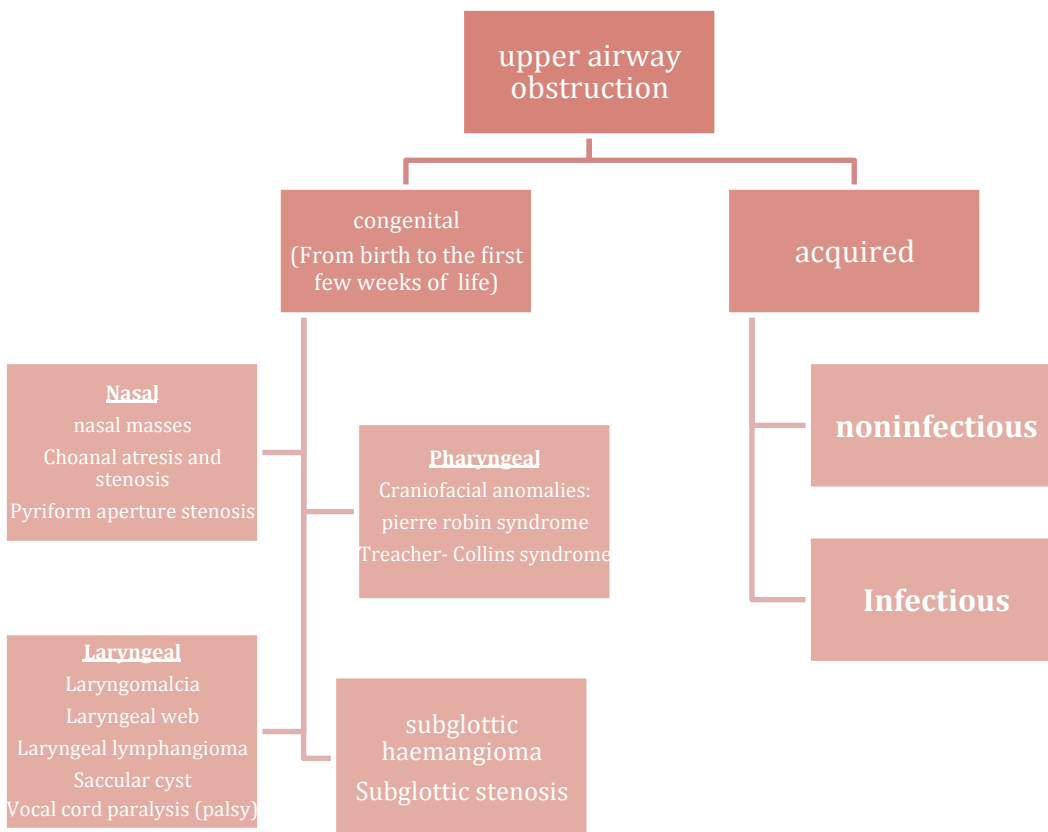 upper airway
obstruction
congenital
(From birth to the first
few weeks of life)
acquired
Nasal
nasal masses
Choanal atresis and
stenosis
Pyriform aperture stenosis
Pharyngeal
Craniofacial anomalies:
pierre robin syndrome
Treacher- Collins syndrome
noninfectious
Infectious
Laryngeal
Laryngomalcia
Laryngeal web
Laryngeal lymphangioma
Saccular cyst
Vocal cord paralysis (palsy)
subglottic
haemangioma
Subglottic stenosis